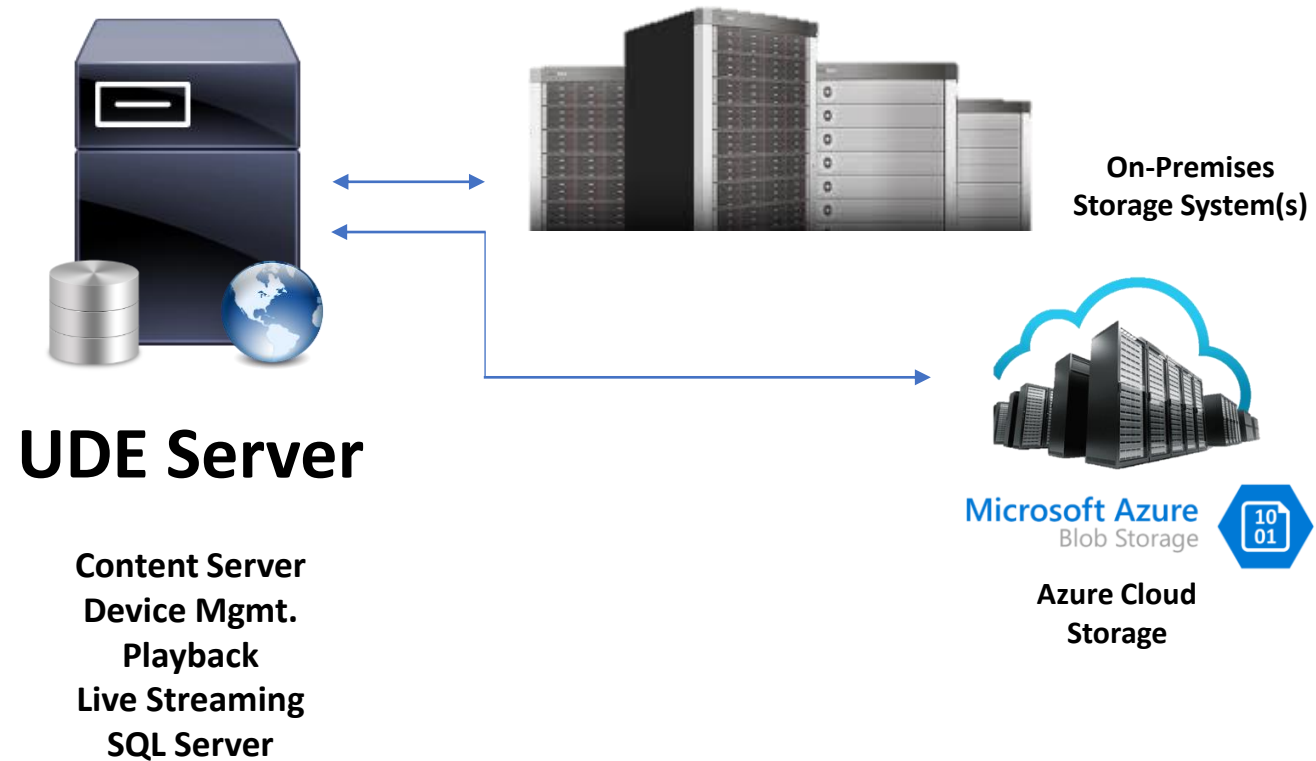 On-Premises
Storage System(s)
UDE Server
Content Server
Device Mgmt.
Playback
Live Streaming
SQL Server
Microsoft Azure
Blob Storage
10
01
Azure Cloud
Storage